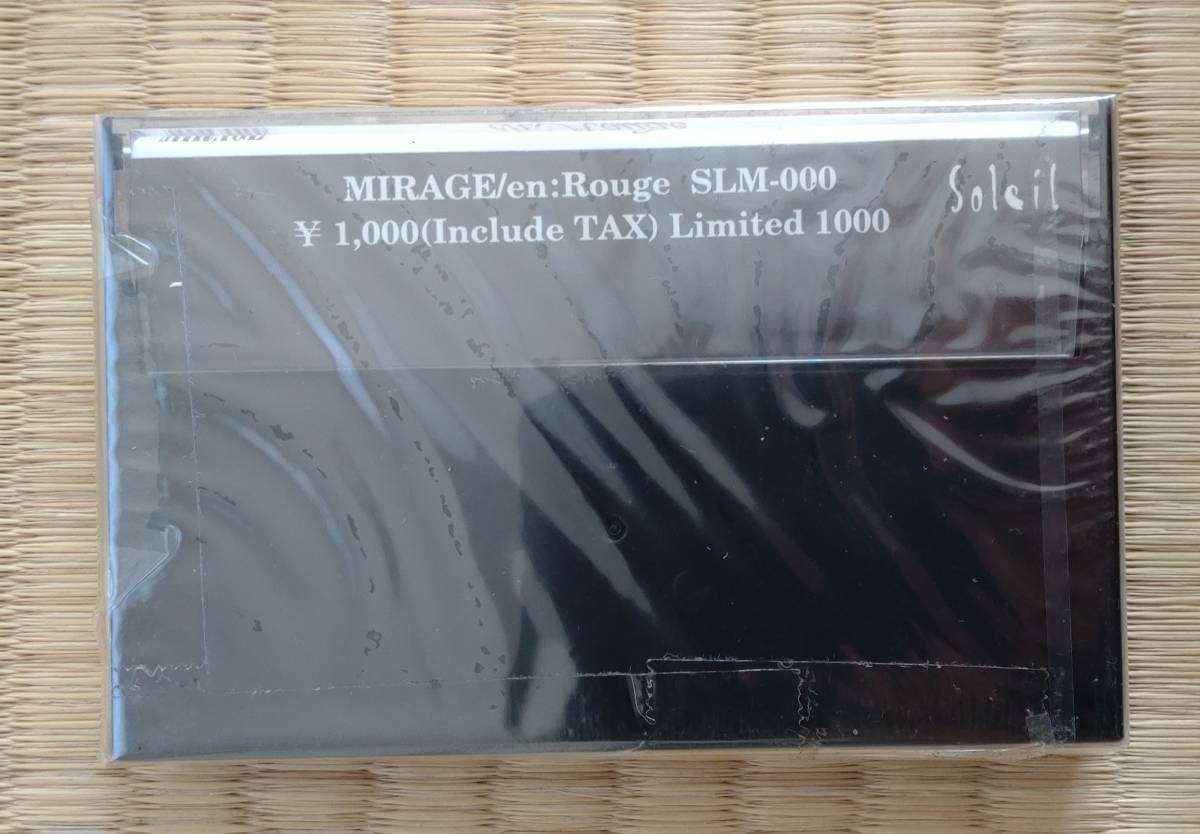 MIRAGE/en:Rouge SLM-000
Soleil
¥ 1,000(Include TAX) Limited 1000